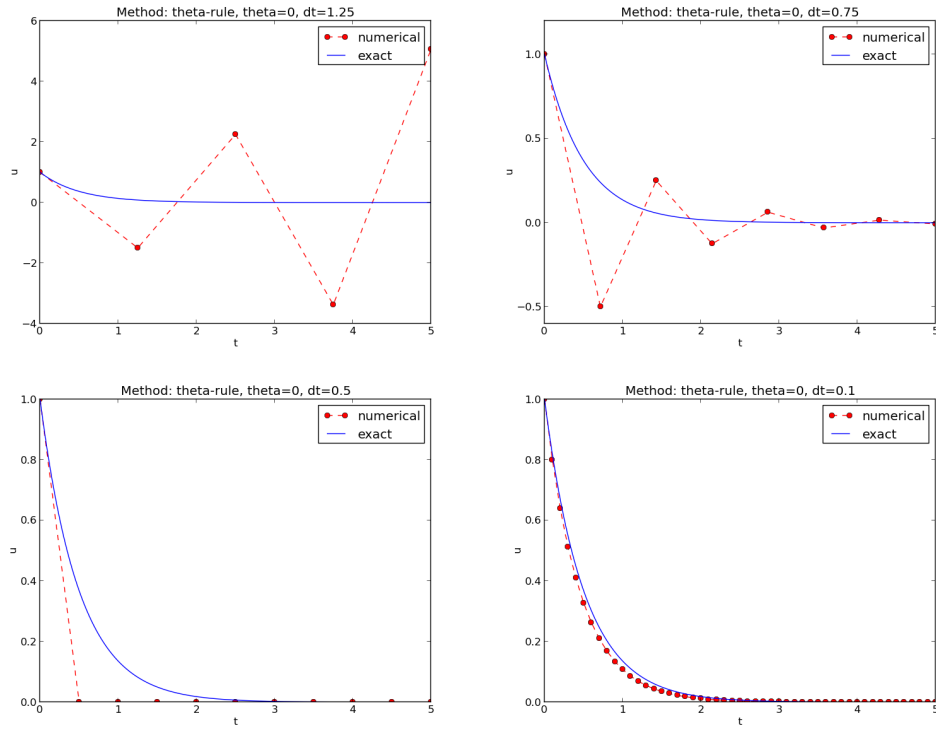 Method: theta-rule, theta=0, dt=1.25
6
4
2
0
−2
−4
u
0 1 2 3 4 5
t
numerical
exact
Method: theta-rule, theta=0, dt=0.75
1.0
0.5
0.0
−0.5
u
0 1 2 3 4 5
t
numerical
exact
Method: theta-rule, theta=0, dt=0.5
1.0
0.8
0.6
0.4
0.2
0.0
u
0 1 2 3 4 5
t
numerical
exact
Method: theta-rule, theta=0, dt=0.1
1.0
0.8
0.6
0.4
0.2
0.0
u
0 1 2 3 4 5
t
numerical
exact